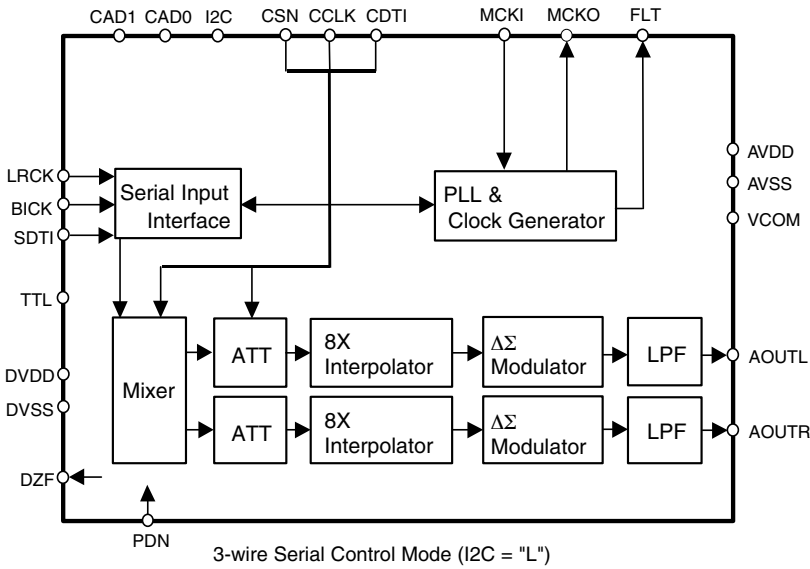 CAD1 CAD0 I2C CSN CCLK CDTI MCKI MCKO FLT
LRCK
BICK
SDTI
TTL
DVDD
DVSS
DZF
PDN
Serial Input
Interface
PLL &
Clock Generator
AVDD
AVSS
VCOM
Mixer
ATT
8X
Interpolator
ΔΣ
Modulator
LPF
AOUTL
ATT
8X
Interpolator
ΔΣ
Modulator
LPF
AOUTR
3-wire Serial Control Mode (I2C = "L")